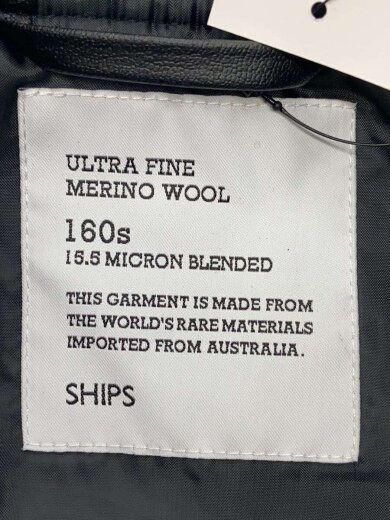 ULTRA FINE
MERINO WOOL
160s
15.5 MICRON BLENDED
THIS GARMENT IS MADE FROM
THE WORLD'S RARE MATERIALS
IMPORTED FROM AUSTRALIA.
SHIPS